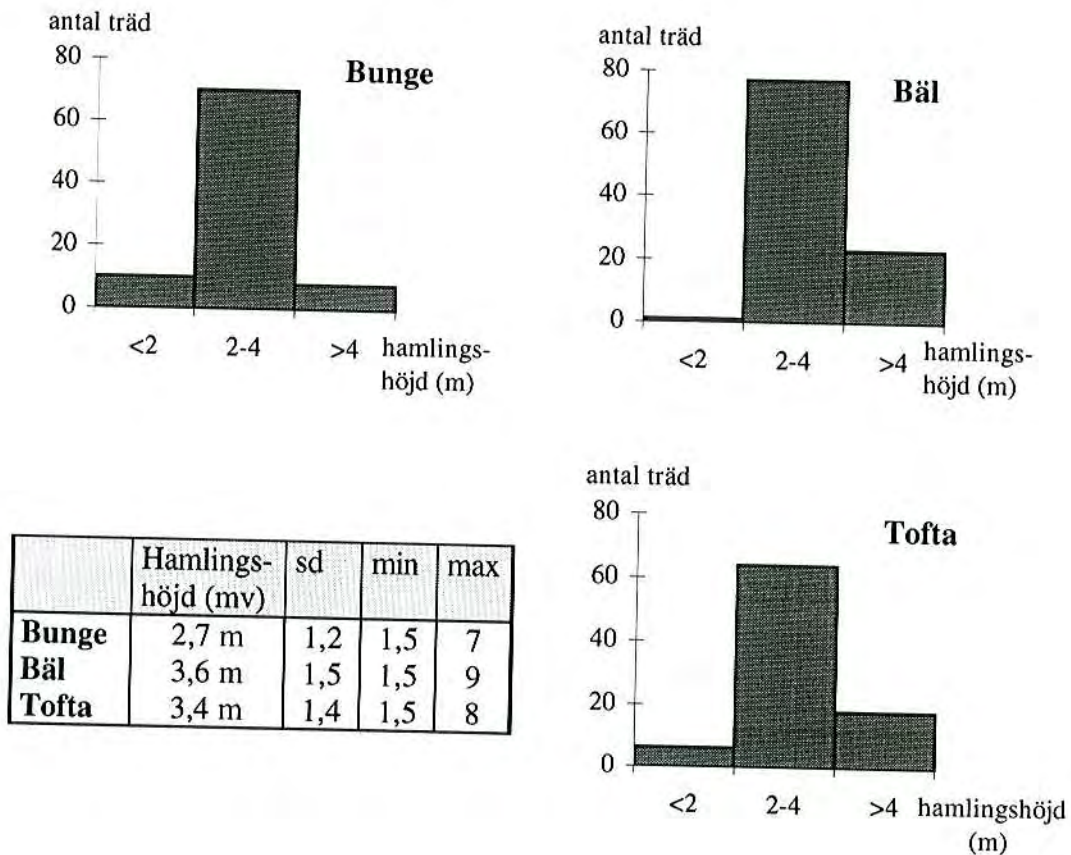 antal träd
80
60
40
20
0
Bunge
<2 2-4 >4 hamlings-
höjd (m)
antal träd
80
60
40
20
0
Bäl
<2 2-4 >4 hamlings-
höjd (m)
Hamlings-
höjd (mv) sd min max
Bunge 2,7 m 1,2 1,5 7
Bäl 3,6 m 1,5 1,5 9
Tofta 3,4 m 1,4 1,5 8
antal träd
80
60
40
20
0
Tofta
<2 2-4 >4 hamlingshöjd
(m)